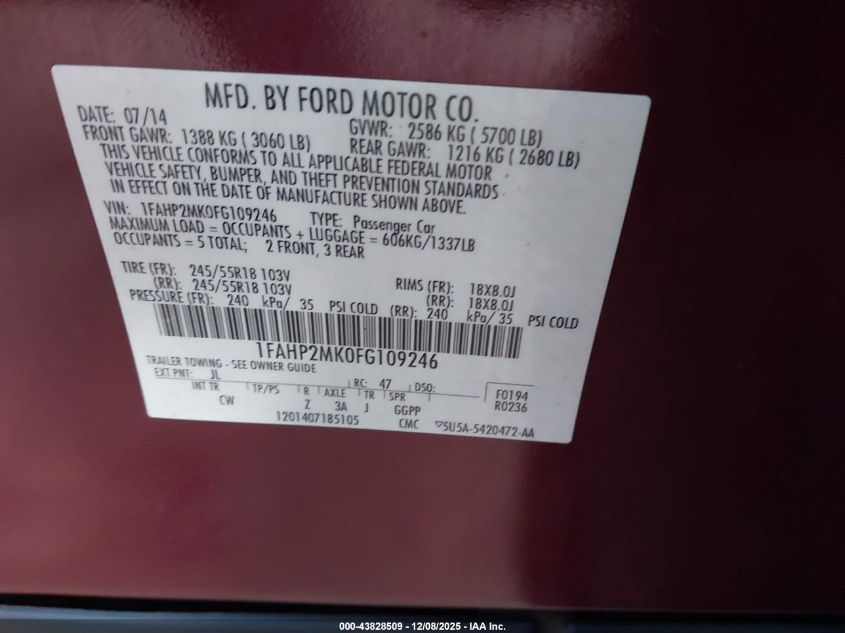 MFD. BY FORD MOTOR CO.
DATE: 07/14 GVWR: 2586 KG ( 5700 LB)
FRONT GAWR: 1388 KG ( 3060 LB) REAR GAWR: 1216 KG ( 2680 LB)
THIS VEHICLE CONFORMS TO ALL APPLICABLE FEDERAL MOTOR
VEHICLE SAFETY, BUMPER, AND THEFT PREVENTION STANDARDS
IN EFFECT ON THE DATE OF MANUFACTURE SHOWN ABOVE.
VIN: 1FAHP2MK0FG109246 TYPE: Passenger Car
MAXIMUM LOAD = OCCUPANTS + LUGGAGE = 606KG/1337LB
OCCUPANTS = 5 TOTAL; 2 FRONT, 3 REAR
TIRE (FR): 245/55R18 103V RIMS (FR): 18X8.0J
(RR): 245/55R18 103V (RR): 18X8.0J
PRESSURE (FR): 240 kPa/ 35 PSI COLD (RR): 240 kPa/ 35 PSI COLD
1FAHP2MK0FG109246
TRAILER TOWING - SEE OWNER GUIDE
EXT PNT: JL RC: 47 DSO: F0194
INT TR TP/PS R AXLE TR SPR R0236
CW Z 3A J GGPP
1201407185105 CMC ▽5U5A-5420472-AA
000-43828509 - 12/08/2025 - IAA Inc.